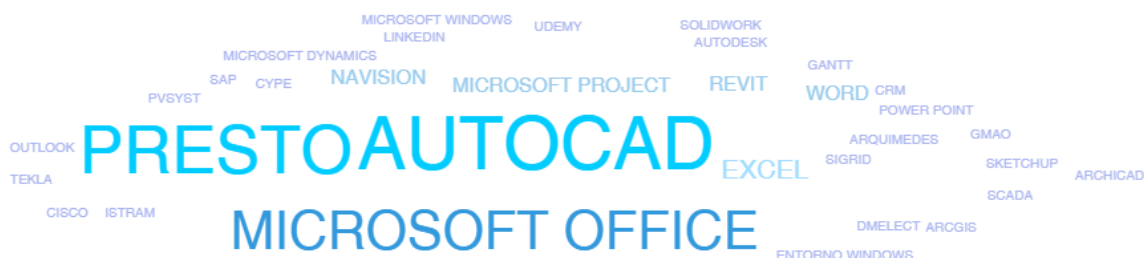 MICROSOFT WINDOWS
UDEMY
SOLIDWORK
LINKEDIN
AUTODESK
MICROSOFT DYNAMICS
GANTT
SAP
CYPE
NAVISION
MICROSOFT PROJECT
REVIT
WORD
CRM
PVSYST
POWER POINT
OUTLOOK
PRESTO
AUTOCAD
ARQUIMEDES
GMAO
EXCEL
SIGRID
SKETCHUP
TEKLA
ARCHICAD
SCADA
CISCO
ISTRAM
MICROSOFT OFFICE
DMELECT
ARCGIS
ENTORNO WINDOWS